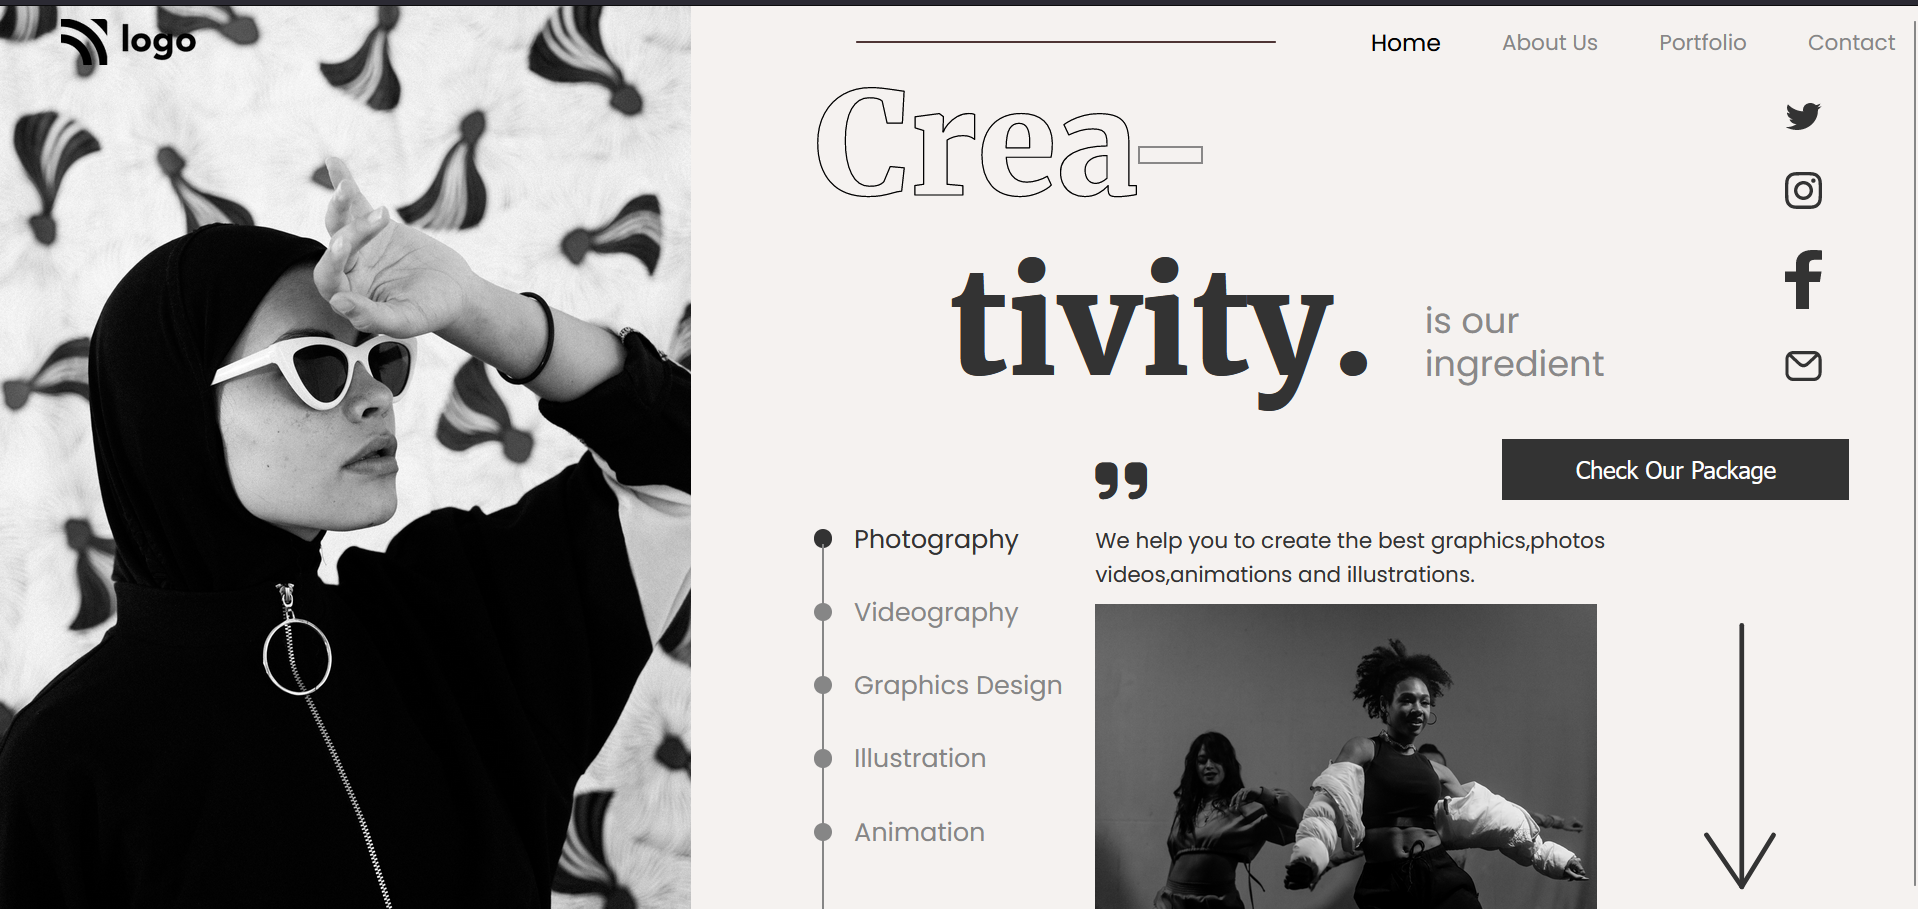 logo
Home
About Us
Portfolio
Contact
Crea–
tivity.
is our
ingredient
Check Our Package
”
We help you to create the best graphics,photos
videos,animations and illustrations.
Photography
Videography
Graphics Design
Illustration
Animation